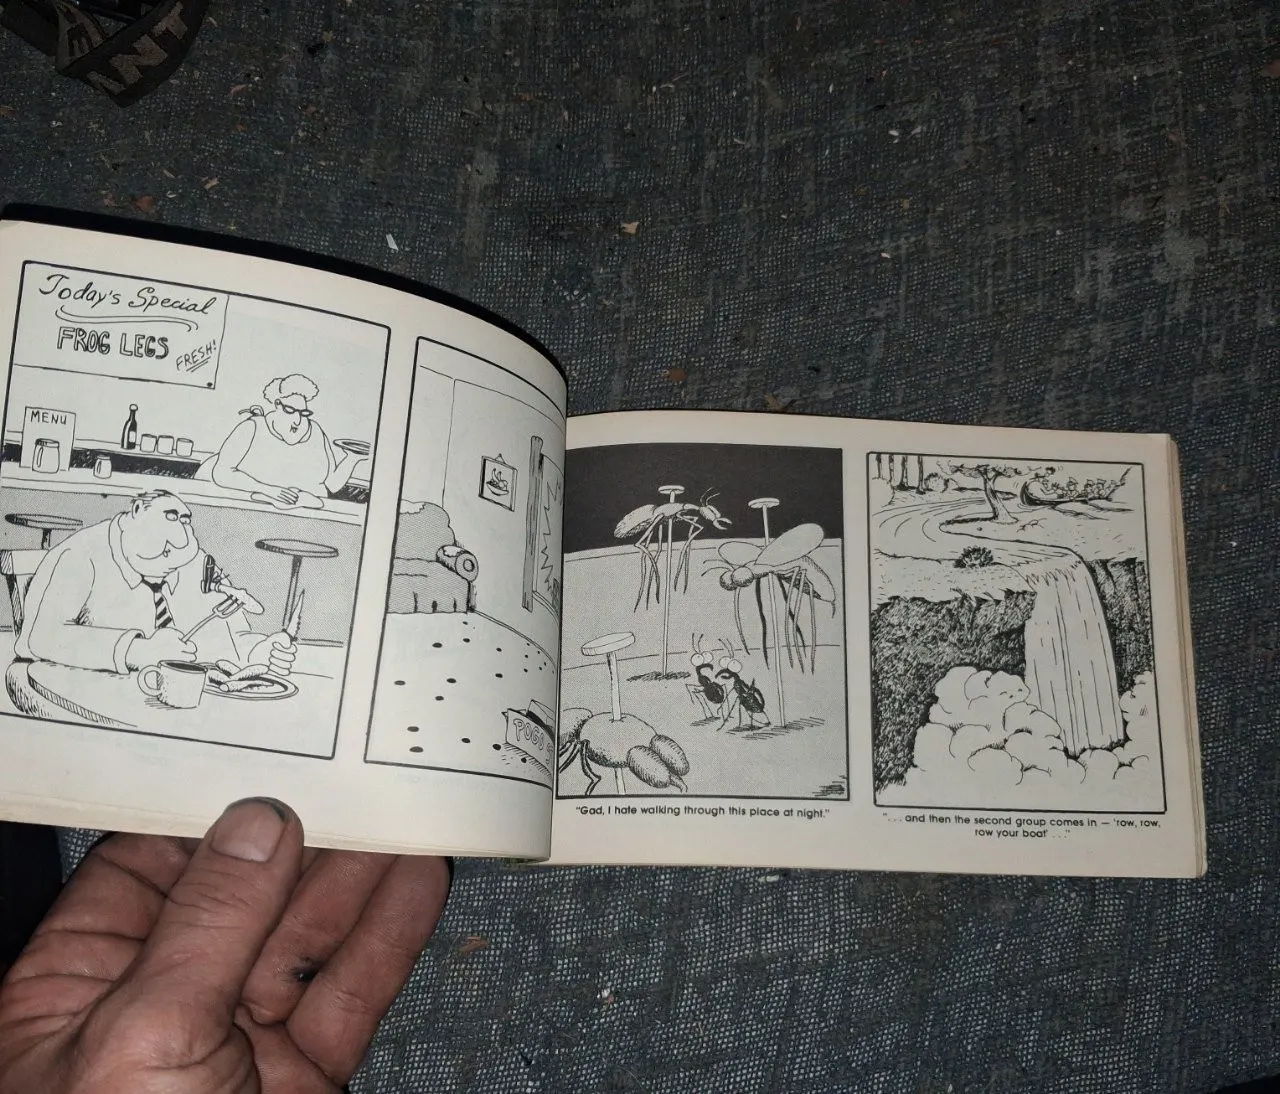 Today's Special
FROG LEGS
FRESH!
MENU
POGO
"Gad, I hate walking through this place at night."
". . . and then the second group comes in — 'row, row,
row your boat' . . ."